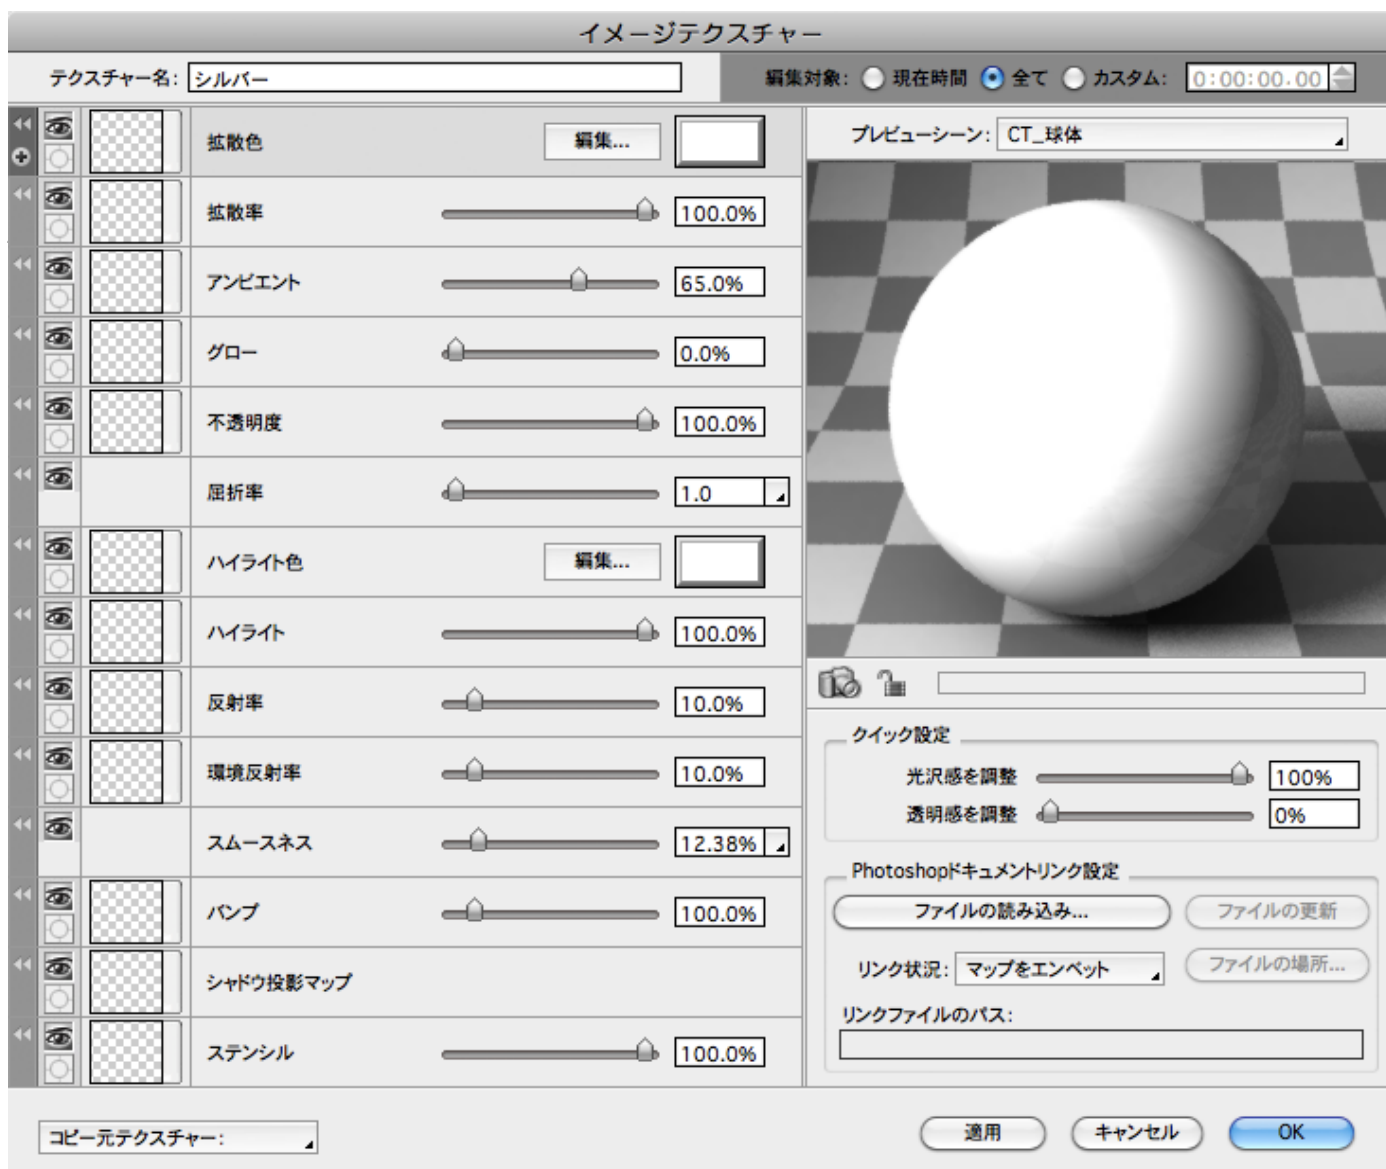 イメージテクスチャー
テクスチャー名: シルバー
編集対象: 現在時間 全て カスタム: 0:00:00.00
拡散色 編集...
拡散率 100.0%
アンビエント 65.0%
グロー 0.0%
不透明度 100.0%
屈折率 1.0
ハイライト色 編集...
ハイライト 100.0%
反射率 10.0%
環境反射率 10.0%
スムースネス 12.38%
バンプ 100.0%
シャドウ投影マップ
ステンシル 100.0%
コピー元テクスチャー:
プレビューシーン: CT_球体
クイック設定
光沢感を調整 100%
透明感を調整 0%
Photoshopドキュメントリンク設定
ファイルの読み込み... ファイルの更新
リンク状況: マップをエンベット ファイルの場所...
リンクファイルのパス:
適用 キャンセル OK